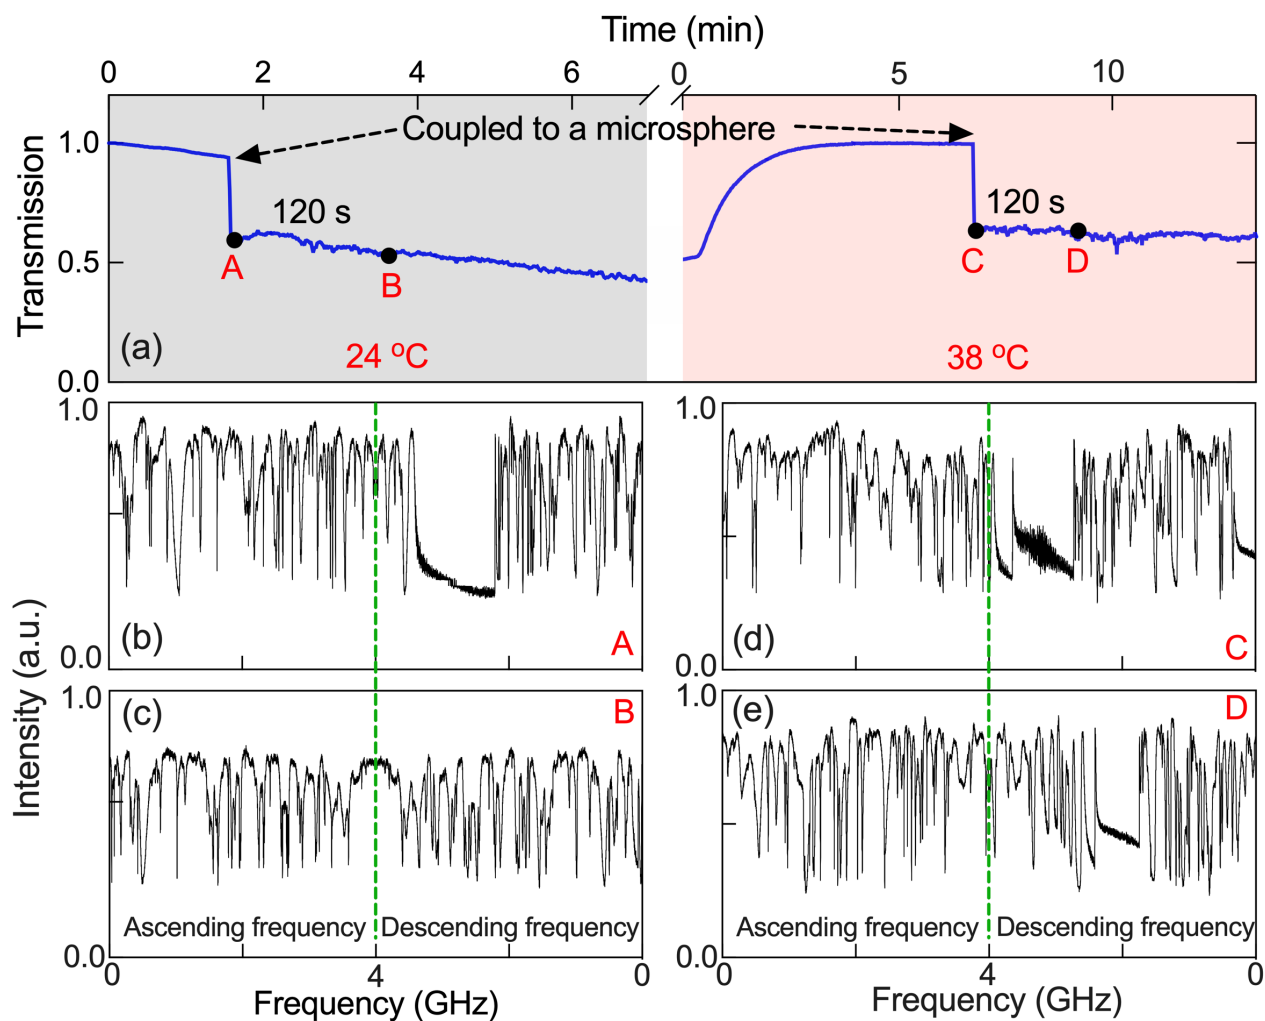 Time (min)
0 2 4 6 0 5 10
Transmission
1.0
0.5
0.0
Coupled to a microsphere
120 s
120 s
A
B
C
D
(a)
24 ºC
38 ºC
Intensity (a.u.)
1.0
0.0
(b)
A
1.0
0.0
(d)
C
1.0
0.0
(c)
B
Ascending frequency
Descending frequency
0 4 0
Frequency (GHz)
1.0
0.0
(e)
D
Ascending frequency
Descending frequency
0 4 0
Frequency (GHz)